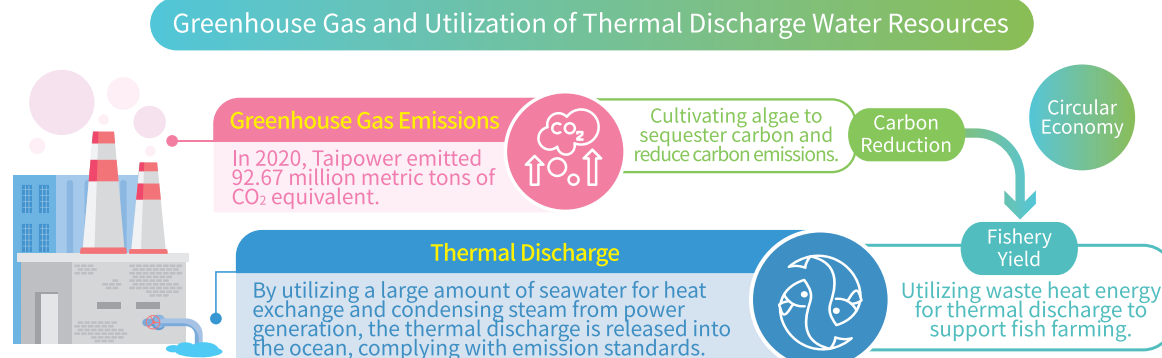 Greenhouse Gas and Utilization of Thermal Discharge Water Resources
Greenhouse Gas Emissions
In 2020, Taipower emitted
92.67 million metric tons of
CO₂ equivalent.
CO₂
Cultivating algae to
sequester carbon and
reduce carbon emissions.
Carbon
Reduction
Circular
Economy
Thermal Discharge
By utilizing a large amount of seawater for heat
exchange and condensing steam from power
generation, the thermal discharge is released into
the ocean, complying with emission standards.
Fishery
Yield
Utilizing waste heat energy
for thermal discharge to
support fish farming.